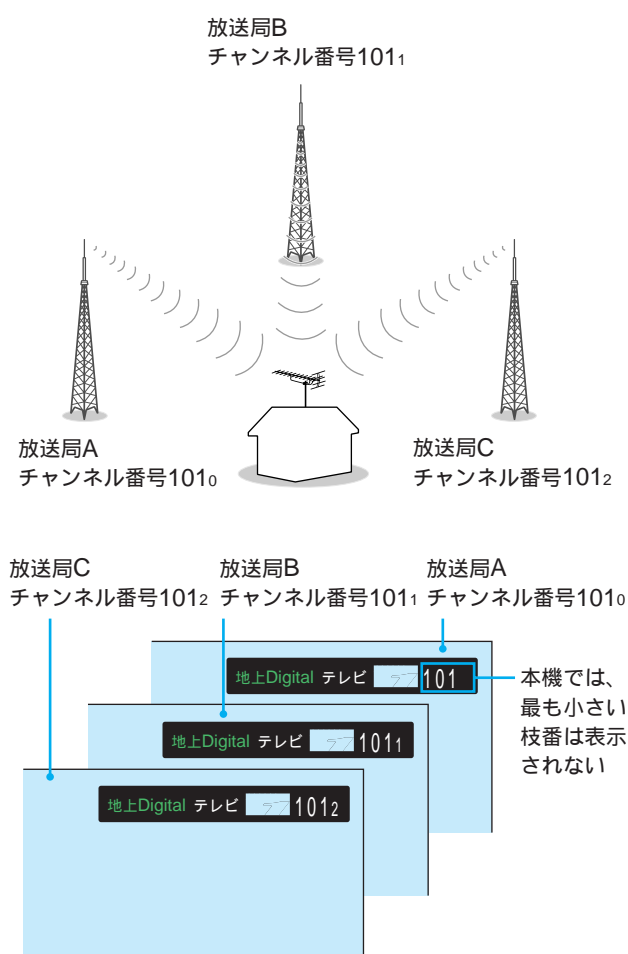 放送局B
チャンネル番号1011
放送局A
チャンネル番号1010
放送局C
チャンネル番号1012
放送局C
チャンネル番号1012
放送局B
チャンネル番号1011
放送局A
チャンネル番号1010
地上Digital テレビ 101
本機では、
最も小さい
枝番は表示
されない
地上Digital テレビ 1011
地上Digital テレビ 1012